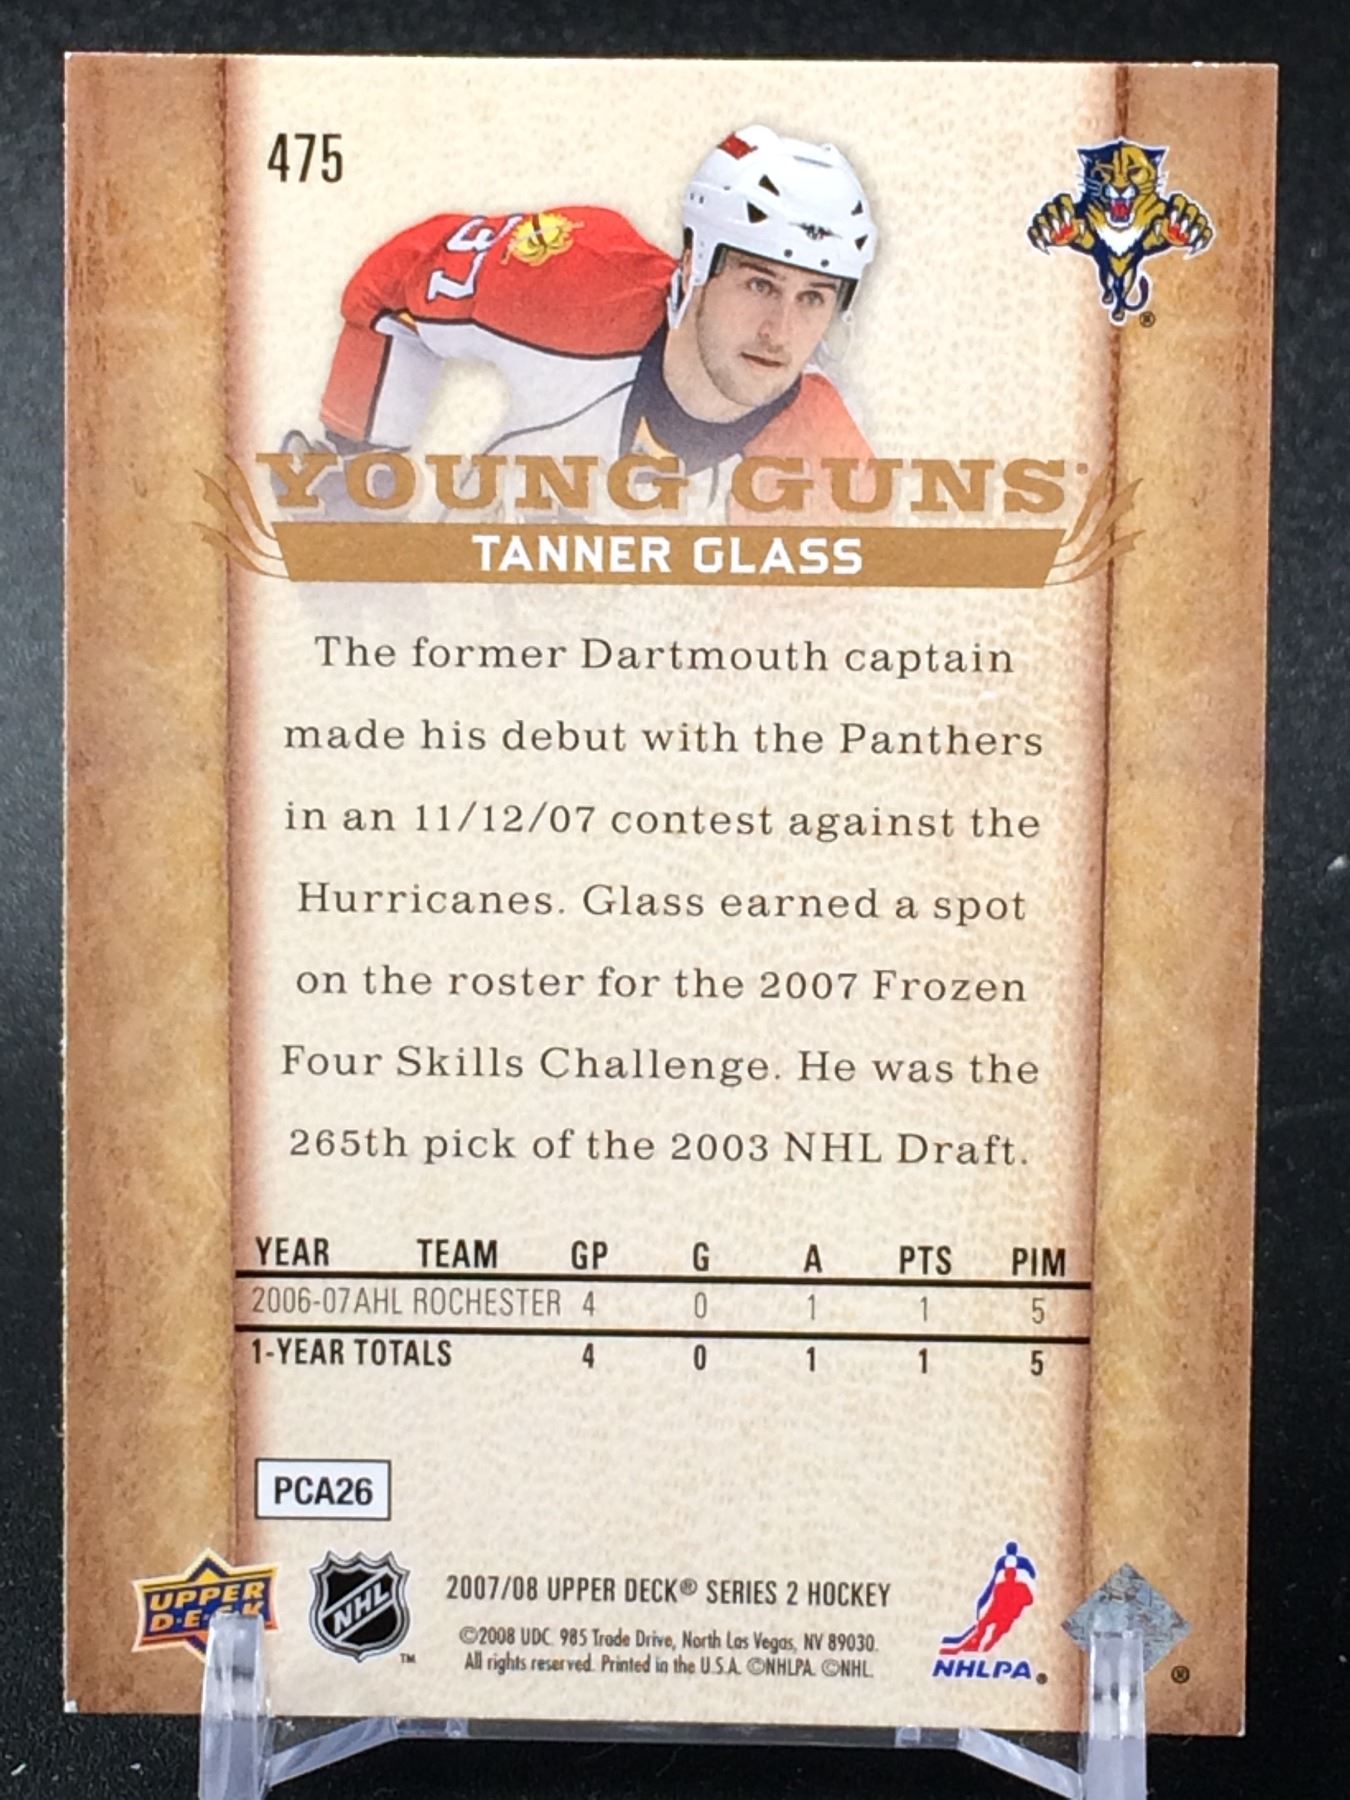 475
37
YOUNG GUNS
TANNER GLASS
The former Dartmouth captain
made his debut with the Panthers
in an 11/12/07 contest against the
Hurricanes. Glass earned a spot
on the roster for the 2007 Frozen
Four Skills Challenge. He was the
265th pick of the 2003 NHL Draft.
YEAR TEAM GP G A PTS PIM
2006-07 AHL ROCHESTER 4 0 1 1 5
1-YEAR TOTALS 4 0 1 1 5
PCA26
UPPER
NHL ™
2007/08 UPPER DECK® SERIES 2 HOCKEY
©2008 UDC. 985 Trade Drive, North Las Vegas, NV 89030.
All rights reserved. Printed in the U.S.A. ©NHLPA. ©NHL.
NHLPA ®
®